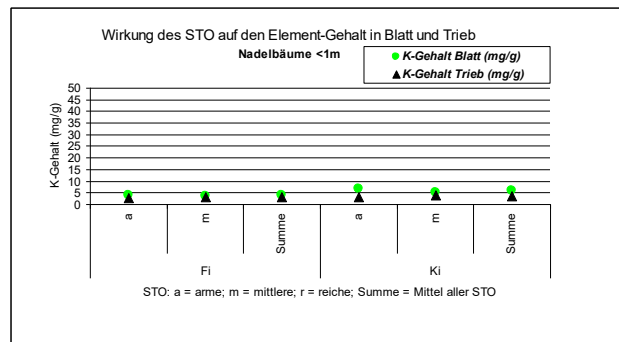 Wirkung des STO auf den Element-Gehalt in Blatt und Trieb
Nadelbäume <1m
K-Gehalt Blatt (mg/g)
K-Gehalt Trieb (mg/g)
K-Gehalt (mg/g)
50
45
40
35
30
25
20
15
10
5
0
a
m
Summe
a
m
Summe
Fi
Ki
STO: a = arme; m = mittlere; r = reiche; Summe = Mittel aller STO